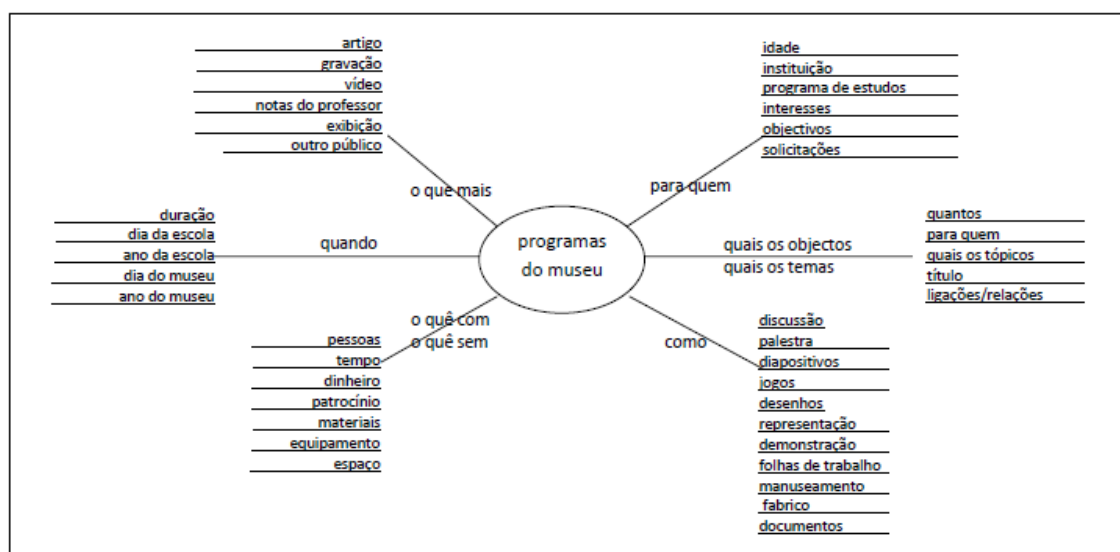 artigo
gravação
vídeo
notas do professor
exibição
outro público
o quê mais
idade
instituição
programa de estudos
interesses
objectivos
solicitações
para quem
duração
dia da escola
ano da escola
dia do museu
ano do museu
quando
programas
do museu
quais os objectos
quais os temas
quantos
para quem
quais os tópicos
título
ligações/relações
o quê com
o quê sem
pessoas
tempo
dinheiro
patrocínio
materiais
equipamento
espaço
como
discussão
palestra
diapositivos
jogos
desenhos
representação
demonstração
folhas de trabalho
manuseamento
fabrico
documentos